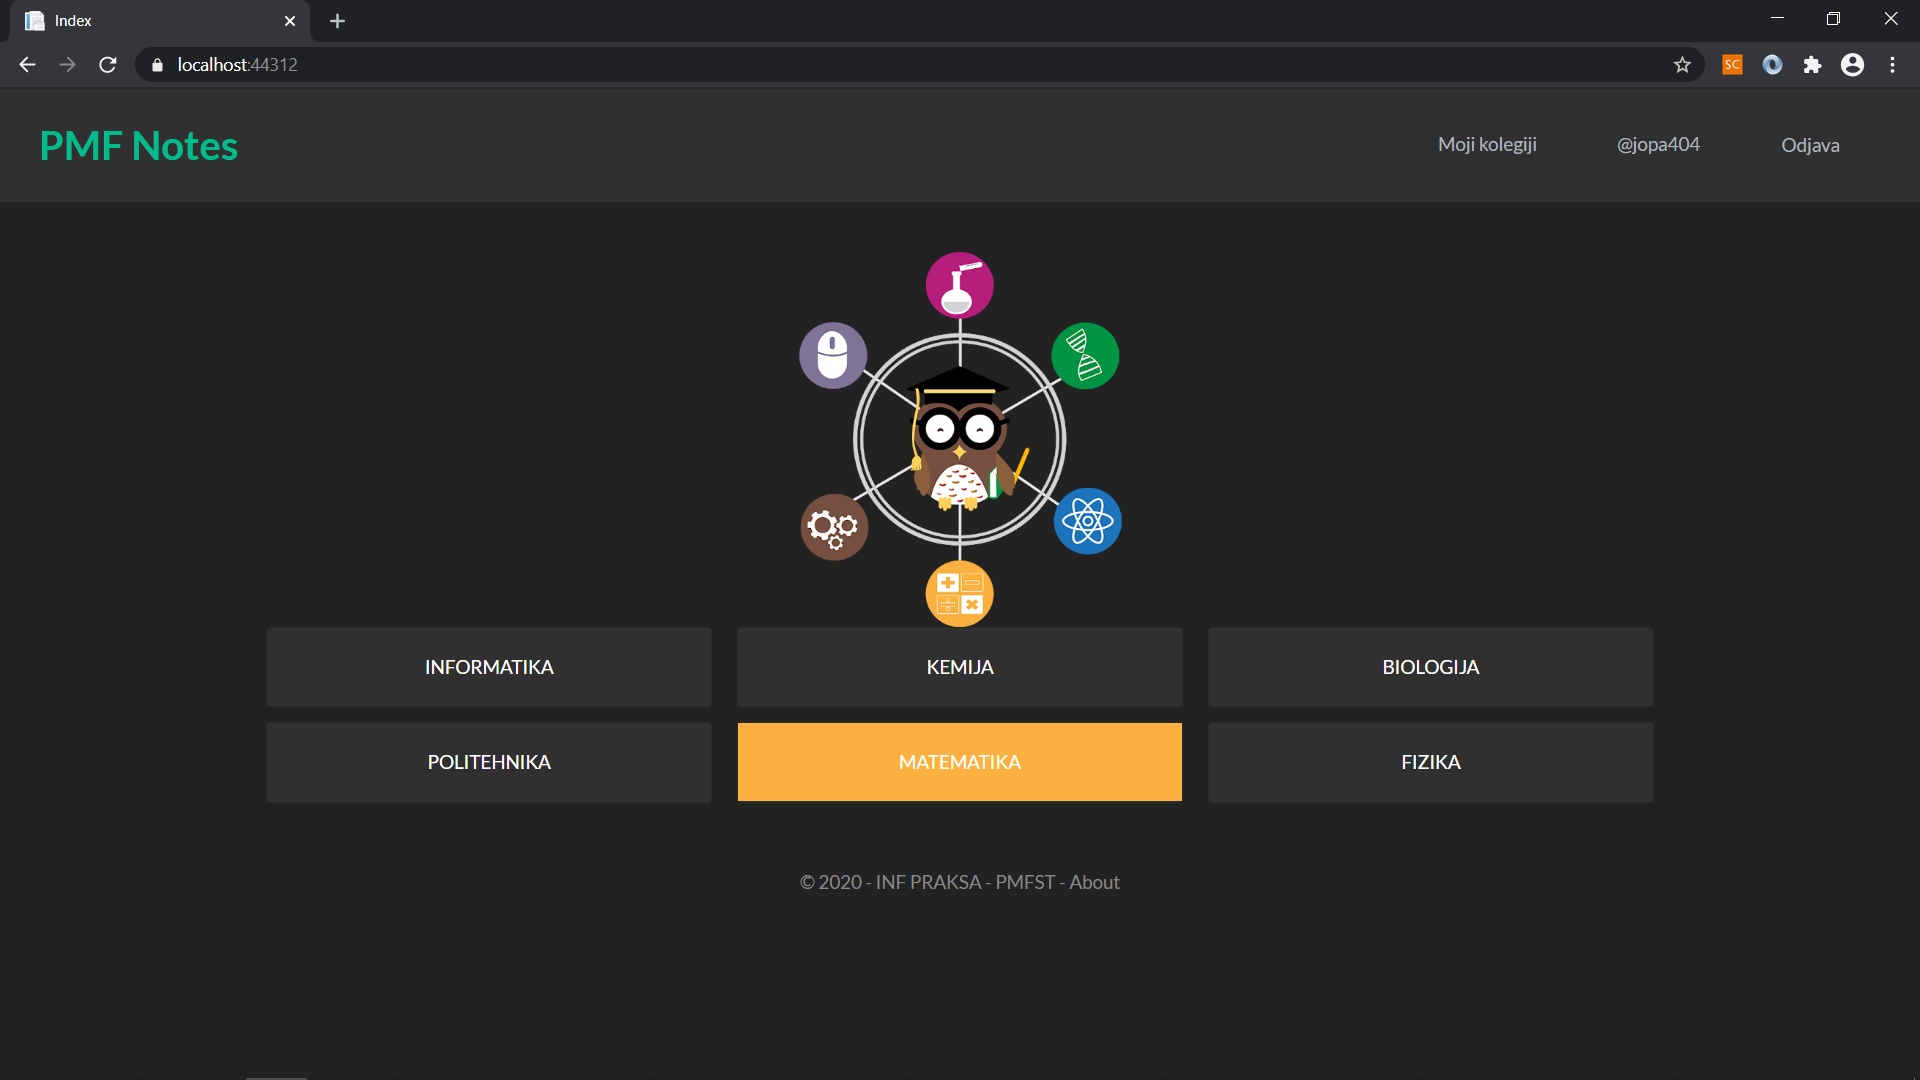 Index
localhost:44312
SC
PMF Notes
Moji kolegiji
@jopa404
Odjava
INFORMATIKA
KEMIJA
BIOLOGIJA
POLITEHNIKA
MATEMATIKA
FIZIKA
© 2020 - INF PRAKSA - PMFST - About